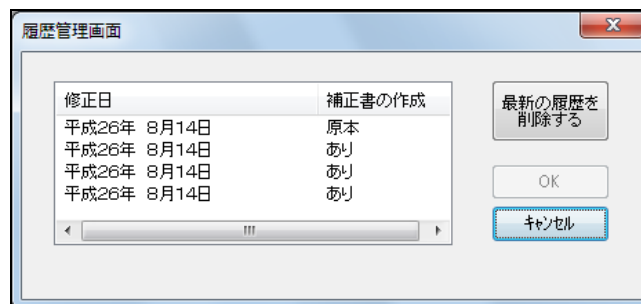 履歴管理画面
修正日 補正書の作成
平成26年 8月14日 原本
平成26年 8月14日 あり
平成26年 8月14日 あり
平成26年 8月14日 あり
最新の履歴を
削除する
OK
キャンセル